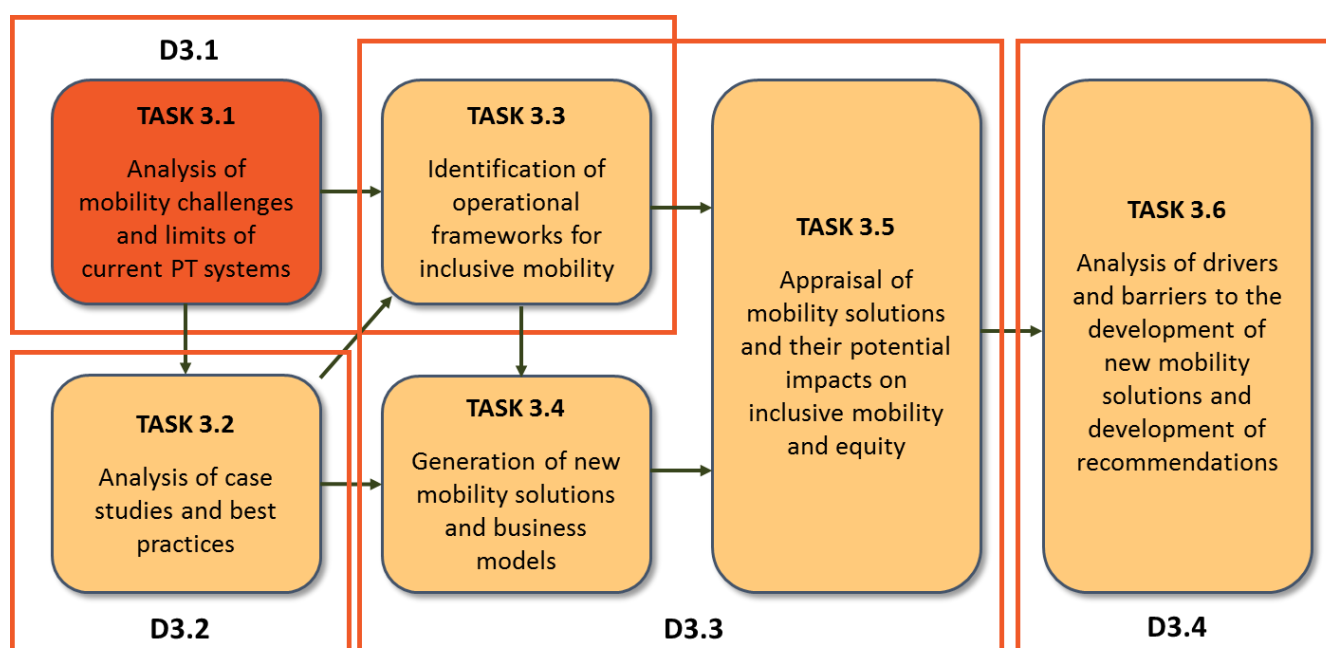 D3.1
TASK 3.1
Analysis of
mobility challenges
and limits of
current PT systems
TASK 3.3
Identification of
operational
frameworks for
inclusive mobility
TASK 3.2
Analysis of case
studies and best
practices
TASK 3.4
Generation of new
mobility solutions
and business
models
TASK 3.5
Appraisal of
mobility solutions
and their potential
impacts on
inclusive mobility
and equity
TASK 3.6
Analysis of drivers
and barriers to the
development of
new mobility
solutions and
development of
recommendations
D3.2
D3.3
D3.4